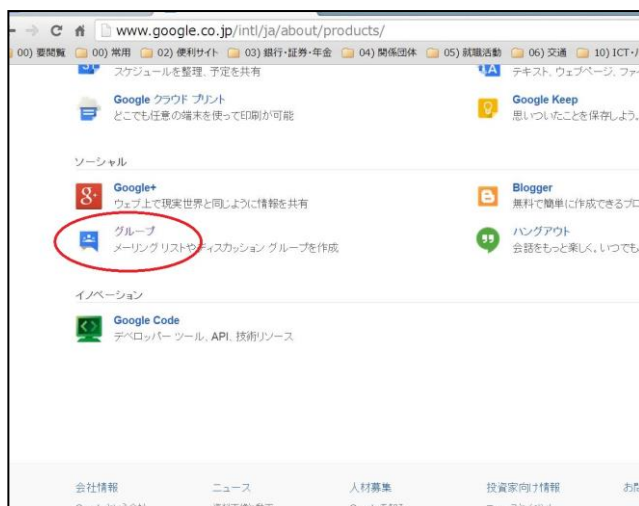 www.google.co.jp/intl/ja/about/products/
00) 要閲覧 00) 常用 02) 便利サイト 03) 銀行・証券・年金 04) 関係団体 05) 就職活動 06) 交通 10) ICT・
スケジュールを整理、予定を共有
テキスト、ウェブページ、ファ
Google クラウド プリント
どこでも任意の端末を使って印刷が可能
Google Keep
思いついたことを保存しよう。
ソーシャル
Google+
ウェブ上で現実世界と同じように情報を共有
Blogger
無料で簡単に作成できるブロ
グループ
メーリング リストやディスカッション グループを作成
ハングアウト
会話をもっと楽しく。いつでも
イノベーション
Google Code
デベロッパー ツール、API、技術リソース
会社情報 ニュース 人材募集 投資家向け情報